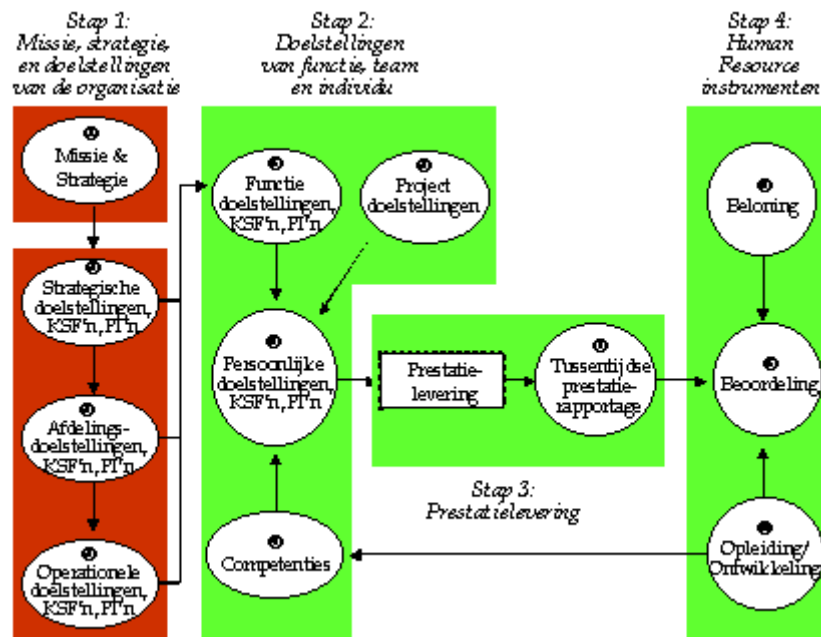 Stap 1:
Missie, strategie,
en doelstellingen
van de organisatie
Missie &
Strategie
Strategische
doelstellingen,
KSF'n, PI'n
Afdelings-
doelstellingen,
KSF'n, PI'n
Operationele
doelstellingen,
KSF'n, PI'n
Stap 2:
Doelstellingen
van functie, team
en individu
Functie
doelstellingen,
KSF'n, PI'n
Project
doelstellingen
Persoonlijke
doelstellingen,
KSF'n, PI'n
Competenties
Prestatie-
levering
Tussentijdse
prestatie-
rapportage
Stap 3:
Prestatielevering
Stap 4:
Human
Resource
instrumenten
Beloning
Beoordeling
Opleiding/
Ontwikkeling